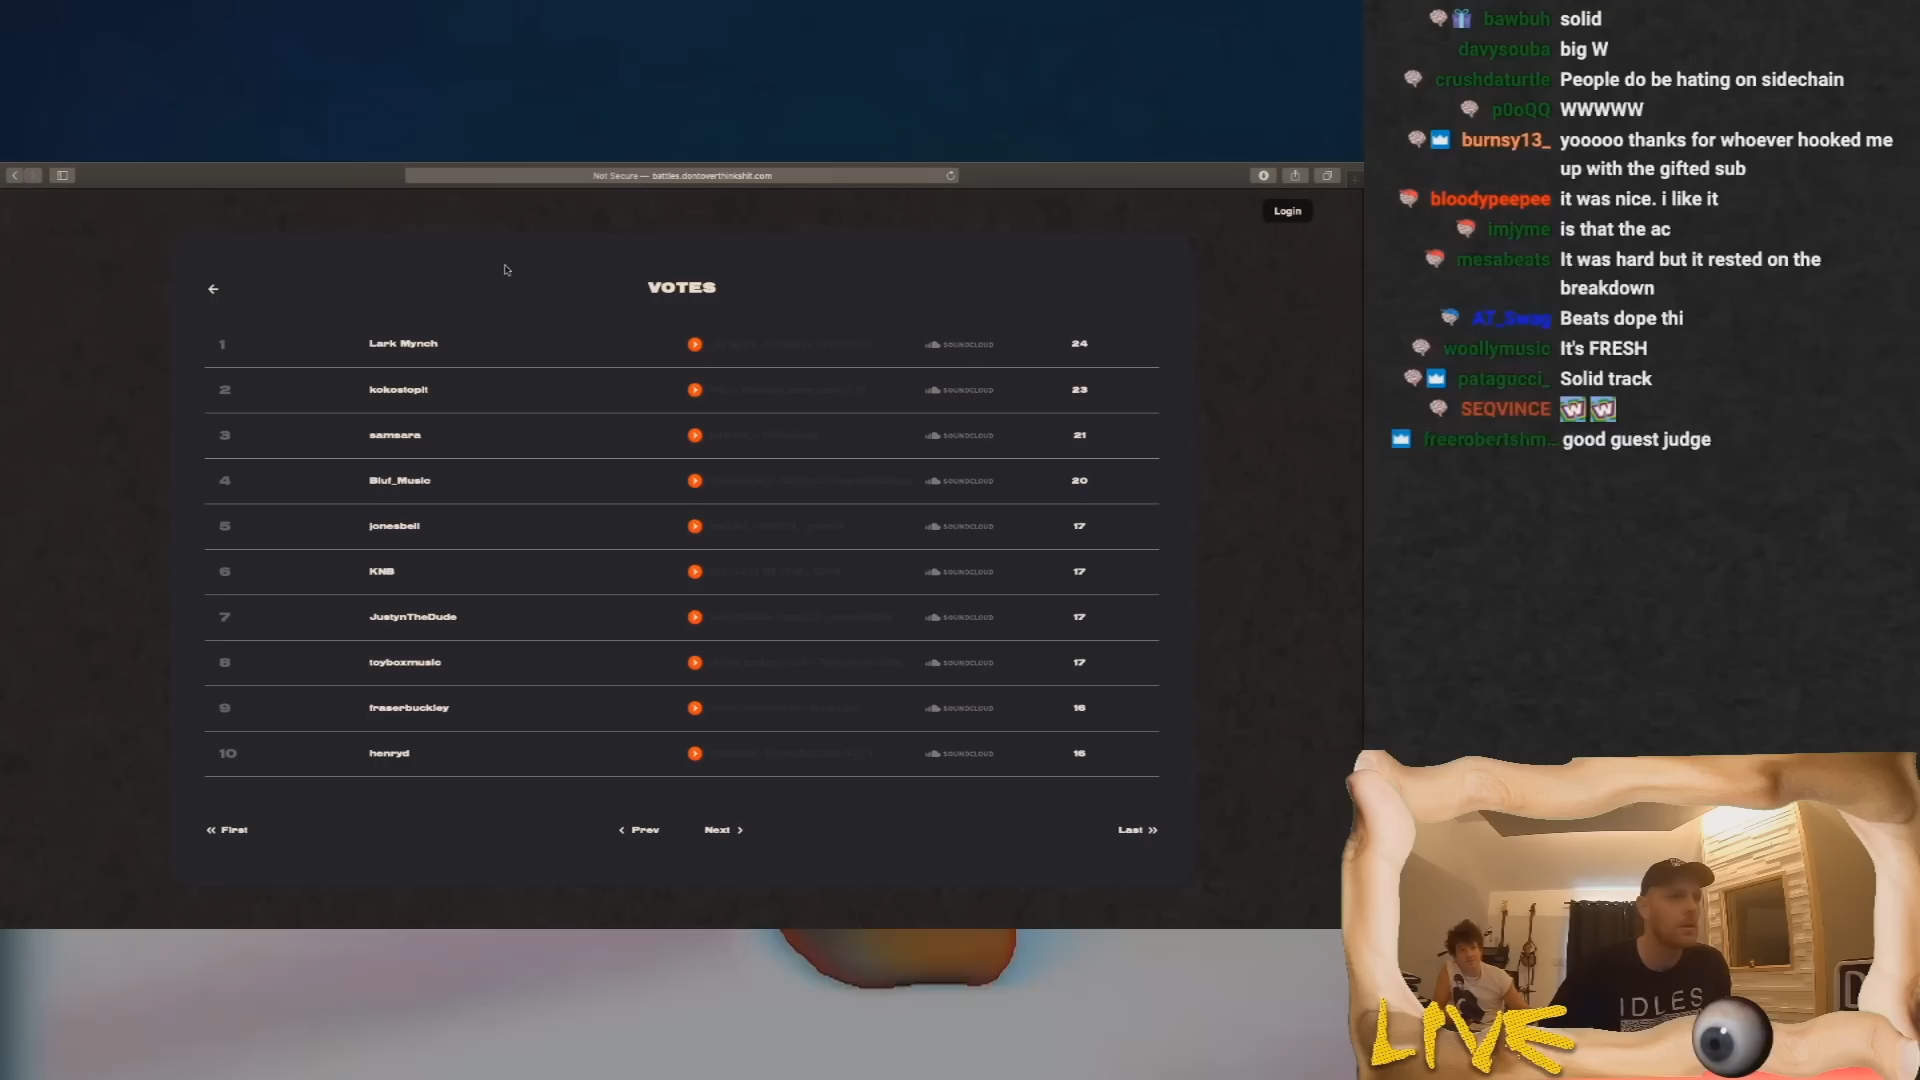 Not Secure — battles.dontoverthinkshit.com
Login
VOTES
1 Lark Mynch SOUNDCLOUD 24
2 kokostopit SOUNDCLOUD 23
3 samsara SOUNDCLOUD 21
4 Bluf_Music SOUNDCLOUD 20
5 jonesbell SOUNDCLOUD 17
6 KNB SOUNDCLOUD 17
7 JustynTheDude SOUNDCLOUD 17
8 toyboxmusic SOUNDCLOUD 17
9 fraserbuckley SOUNDCLOUD 16
10 henryd SOUNDCLOUD 16
« First ‹ Prev Next › Last »
bawbuh solid
davysouba big W
crushdaturtle People do be hating on sidechain
p0oQQ WWWWW
burnsy13_ yooooo thanks for whoever hooked me
up with the gifted sub
bloodypeepee it was nice. i like it
imjyme is that the ac
mesabeats It was hard but it rested on the
breakdown
AT_Swag Beats dope thi
woollymusic It's FRESH
patagucci_ Solid track
SEQVINCE W W
freerobertshm... good guest judge
IDLES
LIVE